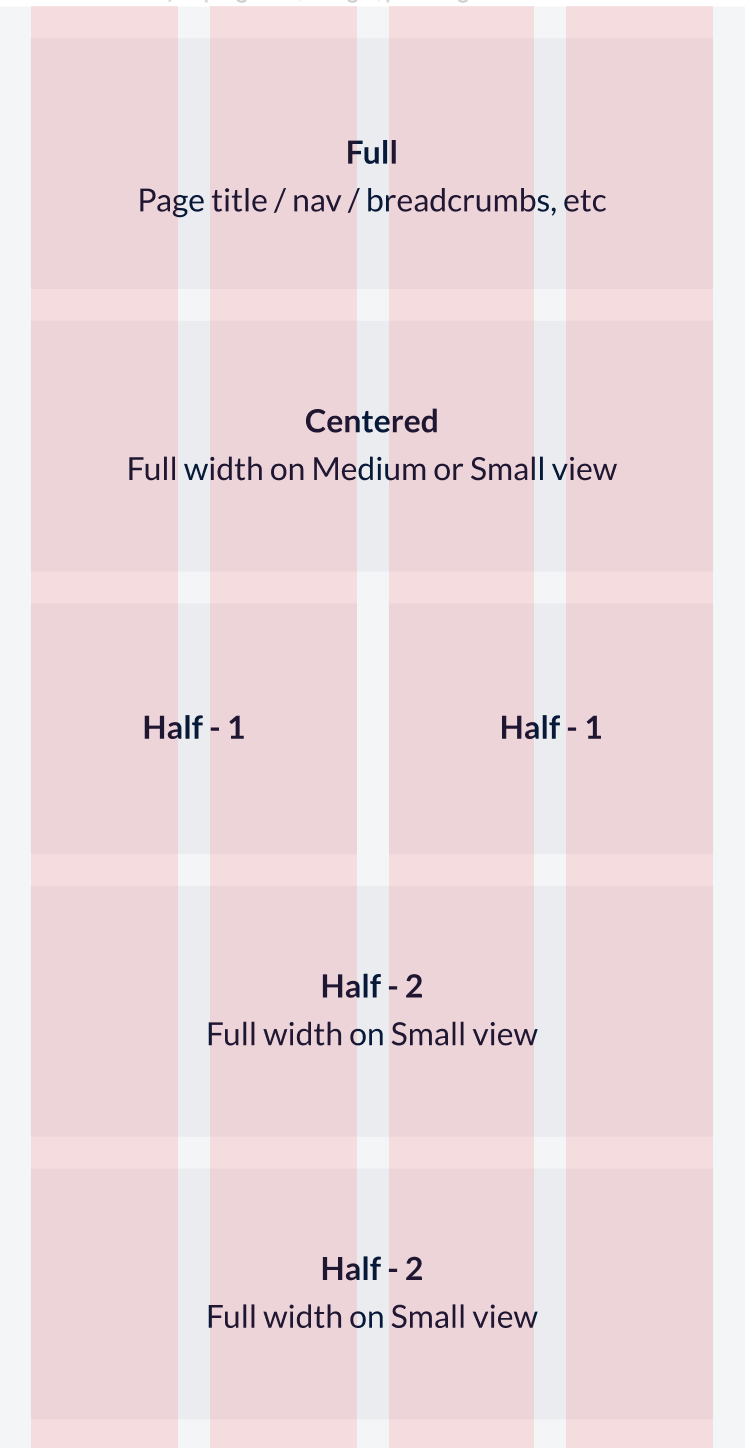 Full
Page title / nav / breadcrumbs, etc
Centered
Full width on Medium or Small view
Half - 1
Half - 1
Half - 2
Full width on Small view
Half - 2
Full width on Small view